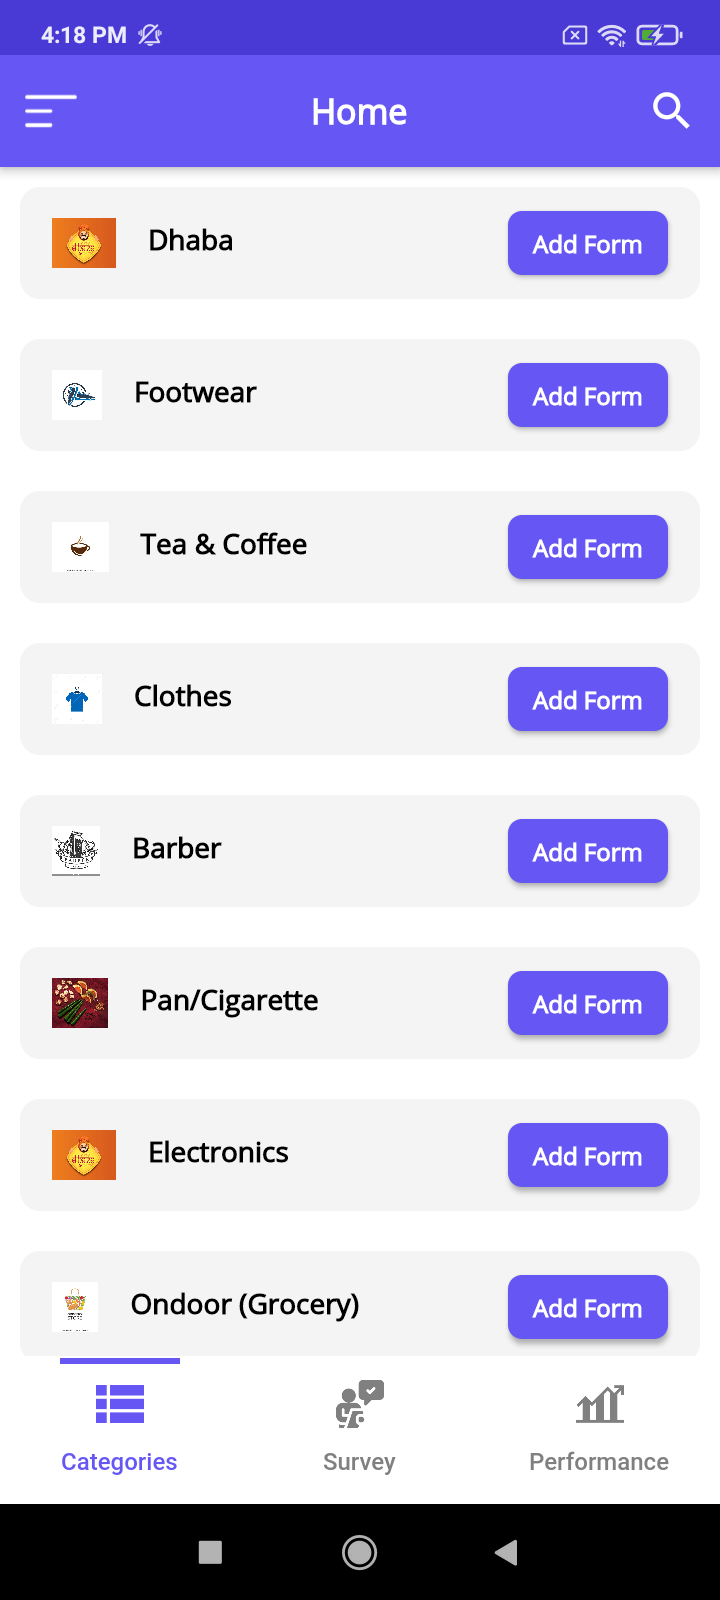 4:18 PM
Home
Dhaba
Add Form
Footwear
Add Form
Tea & Coffee
Add Form
Clothes
Add Form
Barber
Add Form
Pan/Cigarette
Add Form
Electronics
Add Form
Ondoor (Grocery)
Add Form
Categories
Survey
Performance